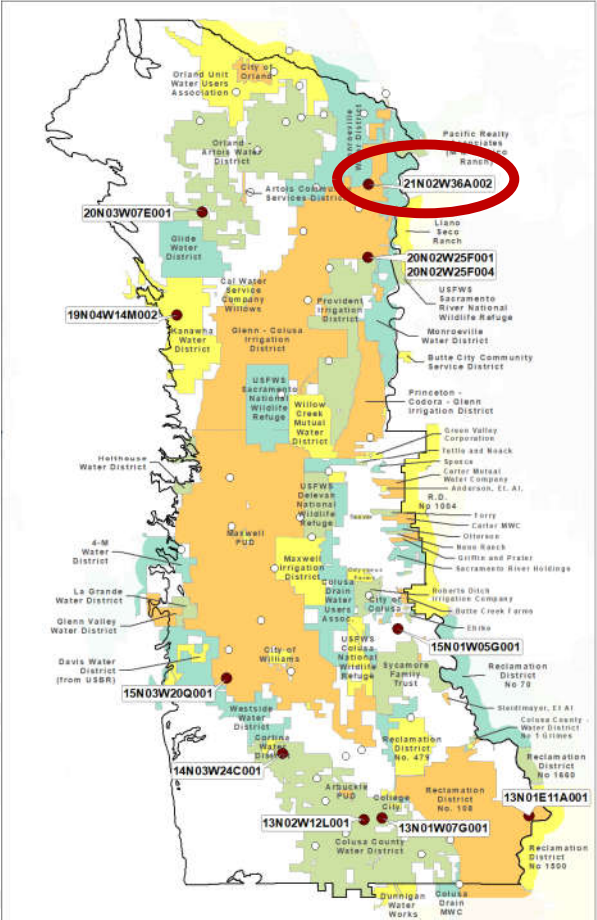 City of
Orland
Orland Unit
Water Users
Association
Water District
Pacific Realty
Ranch)
Orland -
Artois Water
District
21N02W36A002
Artois
Services District
20N03W07E001
Llano
Seco
Ranch
Glide
Water
District
20N02W25F001
20N02W25F004
Cal Water
Service
Company
Willows
USFWS
Sacramento
River National
Wildlife Refuge
Provident
Irrigation
District
19N04W14M002
Kanawha
Water
District
Glenn - Colusa
Irrigation
District
Monroeville
Water District
Butte City Community
Service District
USFWS
Sacramento
National
Wildlife
Refuge
Willow
Creek
Mutual
Water
District
Princeton -
Codora - Glenn
Irrigation District
Green Valley
Corporation
Tuttle and Noack
Spence
Carter Mutual
Water Company
Anderson, Et. Al.
Holthouse
Water District
USFWS
Delevan
National
Wildlife
Refuge
R.D.
No 1004
Forry
Carter MWC
Otterson
Nene Ranch
Griffin and Prater
Sacramento River Holdings
Maxwell
PUD
4-M
Water
District
Maxwell
Irrigation
District
Colusa
Drain
Water
Users
Assoc.
Farms
La Grande
Water District
City of
Colusa
Roberts Ditch
Irrigation Company
Butte Creek Farms
Ehrke
Glenn Valley
Water District
15N01W05G001
Davis Water
District
(from USBR)
City of
Williams
USFWS
Colusa
National
Wildlife
Refuge
Sycamore
Family
Trust
Reclamation
District
No 70
15N03W20Q001
Steidlmayer, Et Al
Westside
Water
District
Colusa County -
Water District
No 1 Grimes
Cortina
Water
District
Reclamation
District
No. 479
14N03W24C001
Reclamation
District
No 1660
Arbuckle
PUD
College
City
Reclamation
District
No. 108
13N01E11A001
13N02W12L001
13N01W07G001
Colusa County
Water District
Reclamation
District
No 1500
Dunnigan
Water
Works
Colusa
Drain
MWC